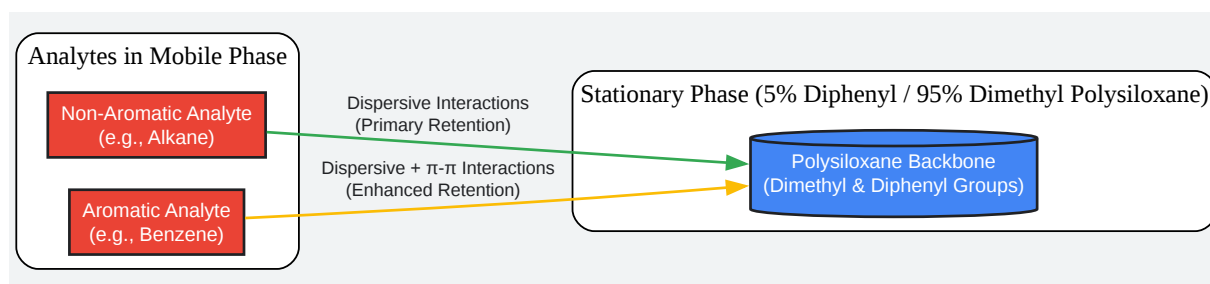 Analytes in Mobile Phase
Non-Aromatic Analyte
(e.g., Alkane)
Aromatic Analyte
(e.g., Benzene)
Dispersive Interactions
(Primary Retention)
Dispersive + π-π Interactions
(Enhanced Retention)
Stationary Phase (5% Diphenyl / 95% Dimethyl Polysiloxane)
Polysiloxane Backbone
(Dimethyl & Diphenyl Groups)